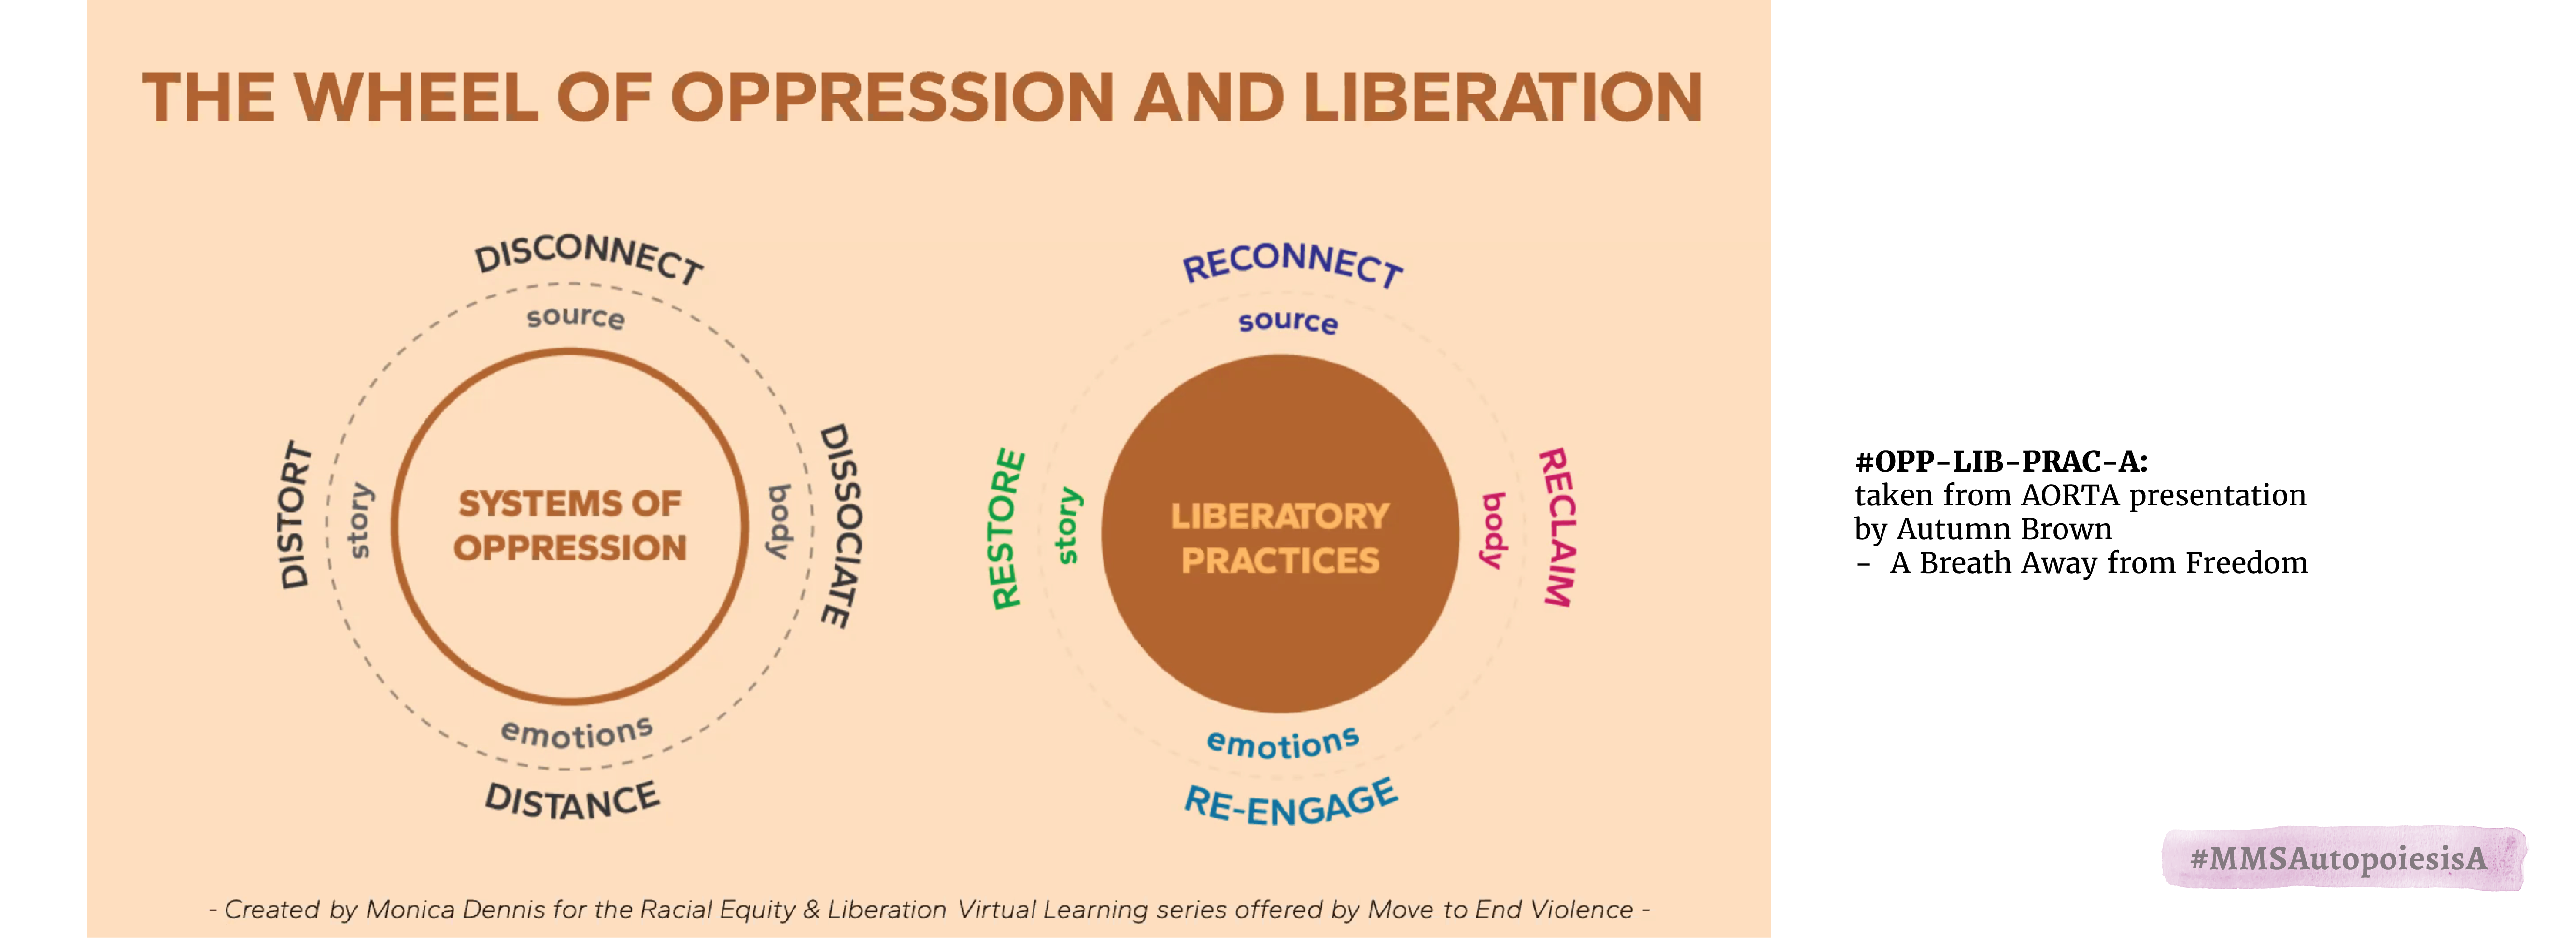 THE WHEEL OF OPPRESSION AND LIBERATION
DISCONNECT
source
DISTORT
story
SYSTEMS OF
OPPRESSION
body
DISSOCIATE
emotions
DISTANCE
RECONNECT
source
RESTORE
story
LIBERATORY
PRACTICES
body
RECLAIM
emotions
RE-ENGAGE
- Created by Monica Dennis for the Racial Equity & Liberation Virtual Learning series offered by Move to End Violence -
#OPP-LIB-PRAC-A:
taken from AORTA presentation
by Autumn Brown
- A Breath Away from Freedom
#MMSAutopoiesisA